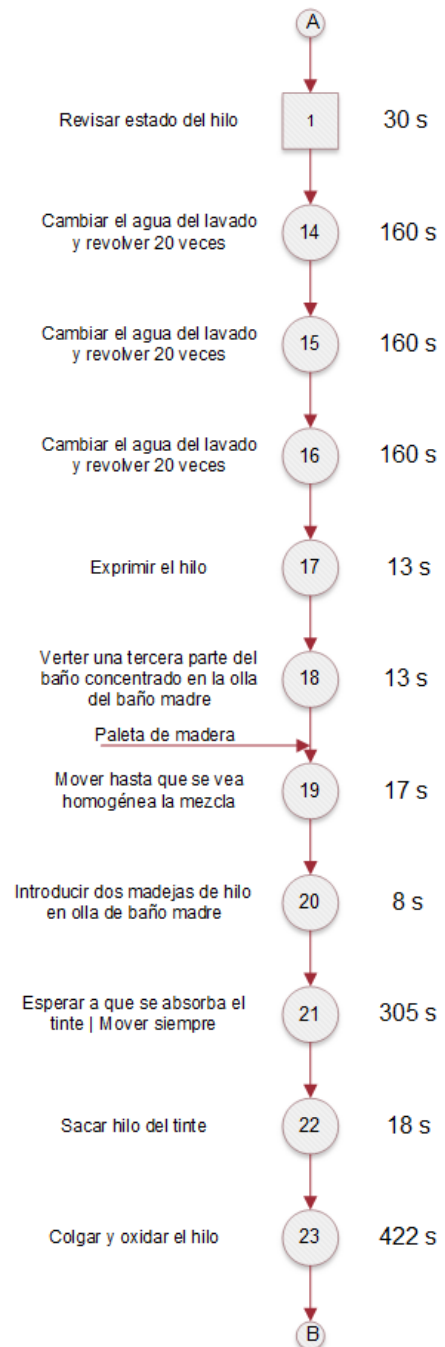 A
Revisar estado del hilo 1 30 s
Cambiar el agua del lavado
y revolver 20 veces
14 160 s
Cambiar el agua del lavado
y revolver 20 veces
15 160 s
Cambiar el agua del lavado
y revolver 20 veces
16 160 s
Exprimir el hilo 17 13 s
Verter una tercera parte del
baño concentrado en la olla
del baño madre
18 13 s
Paleta de madera
Mover hasta que se vea
homogénea la mezcla
19 17 s
Introducir dos madejas de hilo
en olla de baño madre
20 8 s
Esperar a que se absorba el
tinte | Mover siempre
21 305 s
Sacar hilo del tinte 22 18 s
Colgar y oxidar el hilo 23 422 s
B